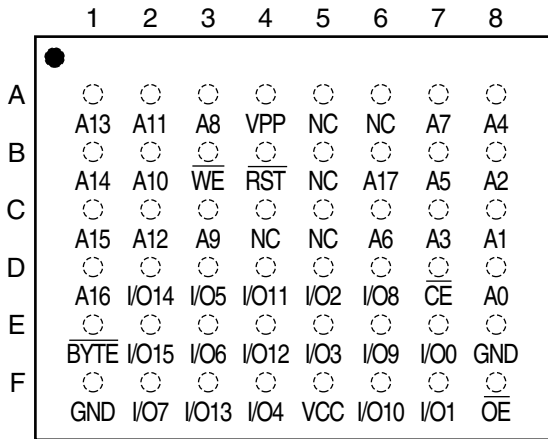 1 2 3 4 5 6 7 8
A
A13 A11 A8 VPP NC NC A7 A4
B
A14 A10 WE RST NC A17 A5 A2
C
A15 A12 A9 NC NC A6 A3 A1
D
A16 I/O14 I/O5 I/O11 I/O2 I/O8 CE A0
E
BYTE I/O15 I/O6 I/O12 I/O3 I/O9 I/O0 GND
F
GND I/O7 I/O13 I/O4 VCC I/O10 I/O1 OE